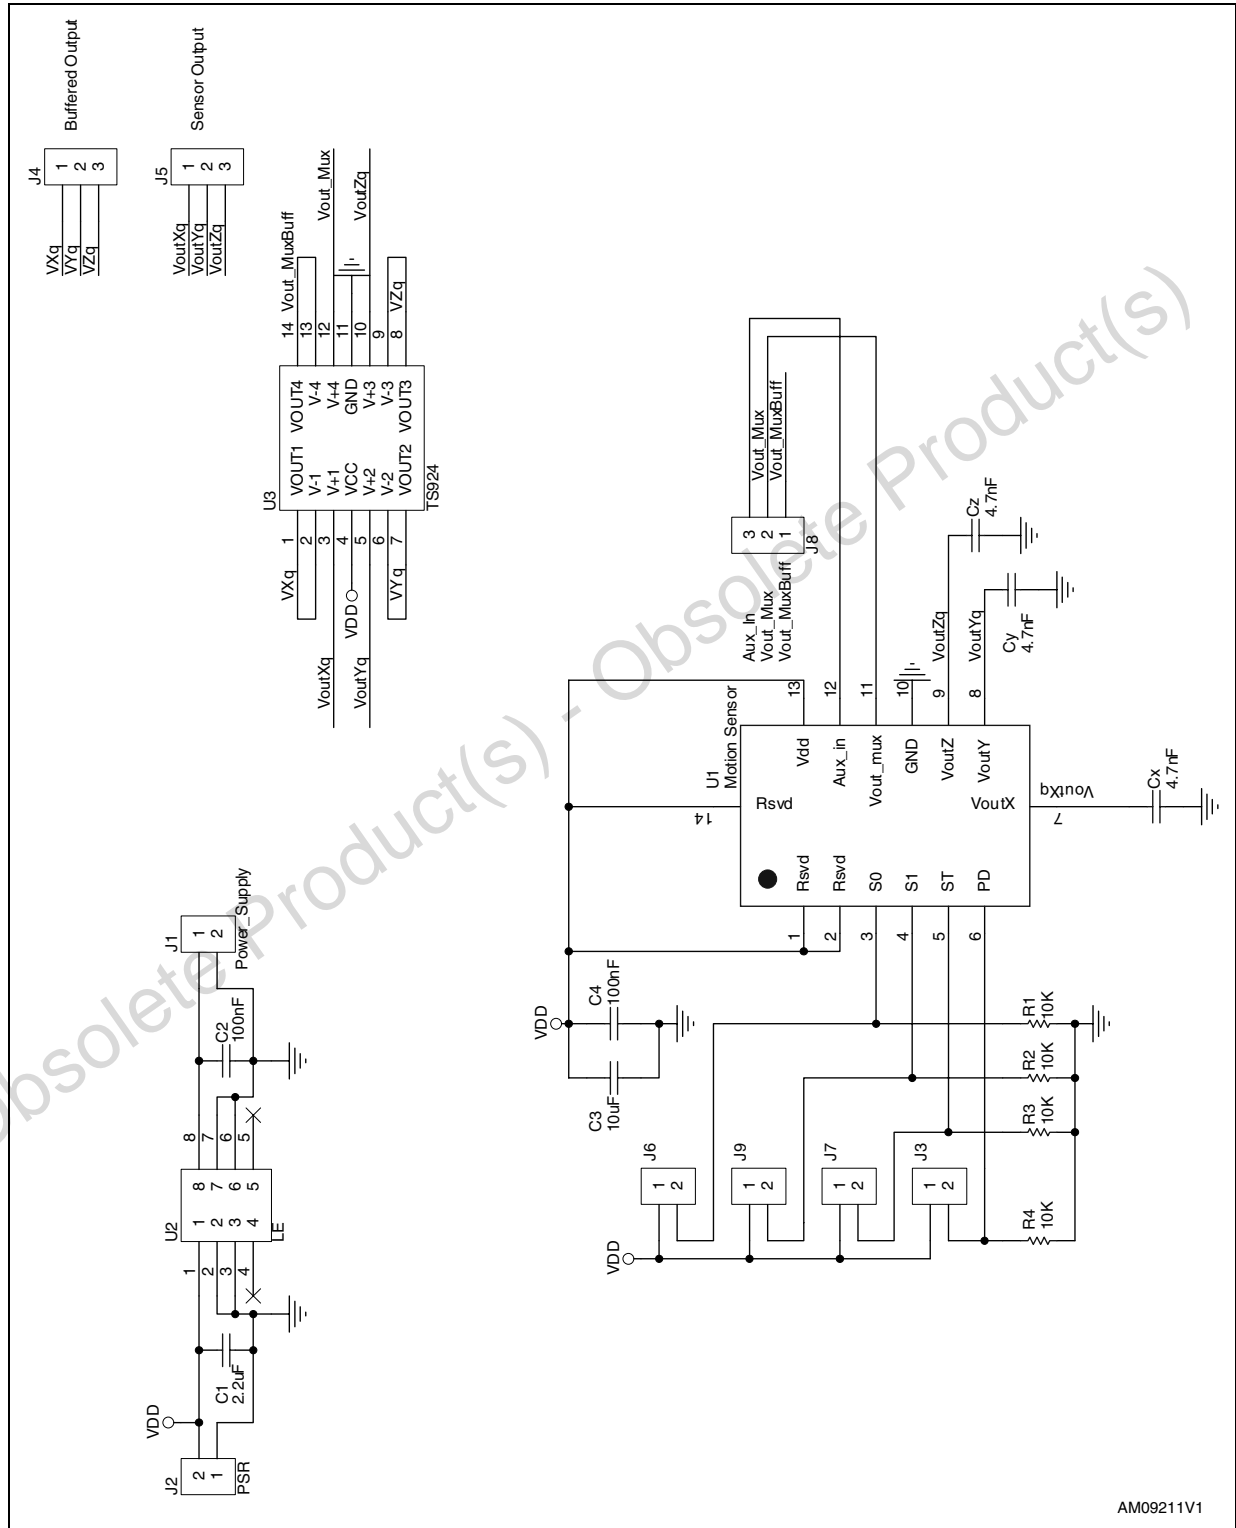 Buffered Output
J4
1
2
3
VXq
VYq
VZq
Sensor Output
J5
1
2
3
VoutXq
VoutYq
VoutZq
U3
TS924
VOUT1
V-1
V+1
VCC
V+2
V-2
VOUT2
VOUT4
V-4
V+4
GND
V+3
V-3
VOUT3
1
2
3
4
5
6
7
14
13
12
11
10
9
8
VXq
VoutXq
VDD
VoutYq
VYq
Vout_MuxBuff
Vout_Mux
VoutZq
VZq
J1
1
2
Power_Supply
C2
100nF
U2
LE
1
2
3
4
8
7
6
5
1
2
3
4
8
7
6
5
C1
2.2uF
VDD
J2
2
1
PSR
J8
3
2
1
Aux_In
Vout_Mux
Vout_MuxBuff
Vout_Mux
Vout_MuxBuff
U1
Motion Sensor
Vdd
Aux_in
Vout_mux
GND
VoutZ
VoutY
VoutX
Rsvd
Rsvd
Rsvd
S0
S1
ST
PD
13
12
11
10
9
8
7
14
1
2
3
4
5
6
VoutZq
VoutYq
VoutXq
Cz
4.7nF
Cy
4.7nF
Cx
4.7nF
VDD
C4
100nF
C3
10uF
R1
10K
R2
10K
R3
10K
R4
10K
J6
1
2
J9
1
2
J7
1
2
J3
1
2
VDD
Obsolete Product(s) - Obsolete Product(s)
AM09211V1